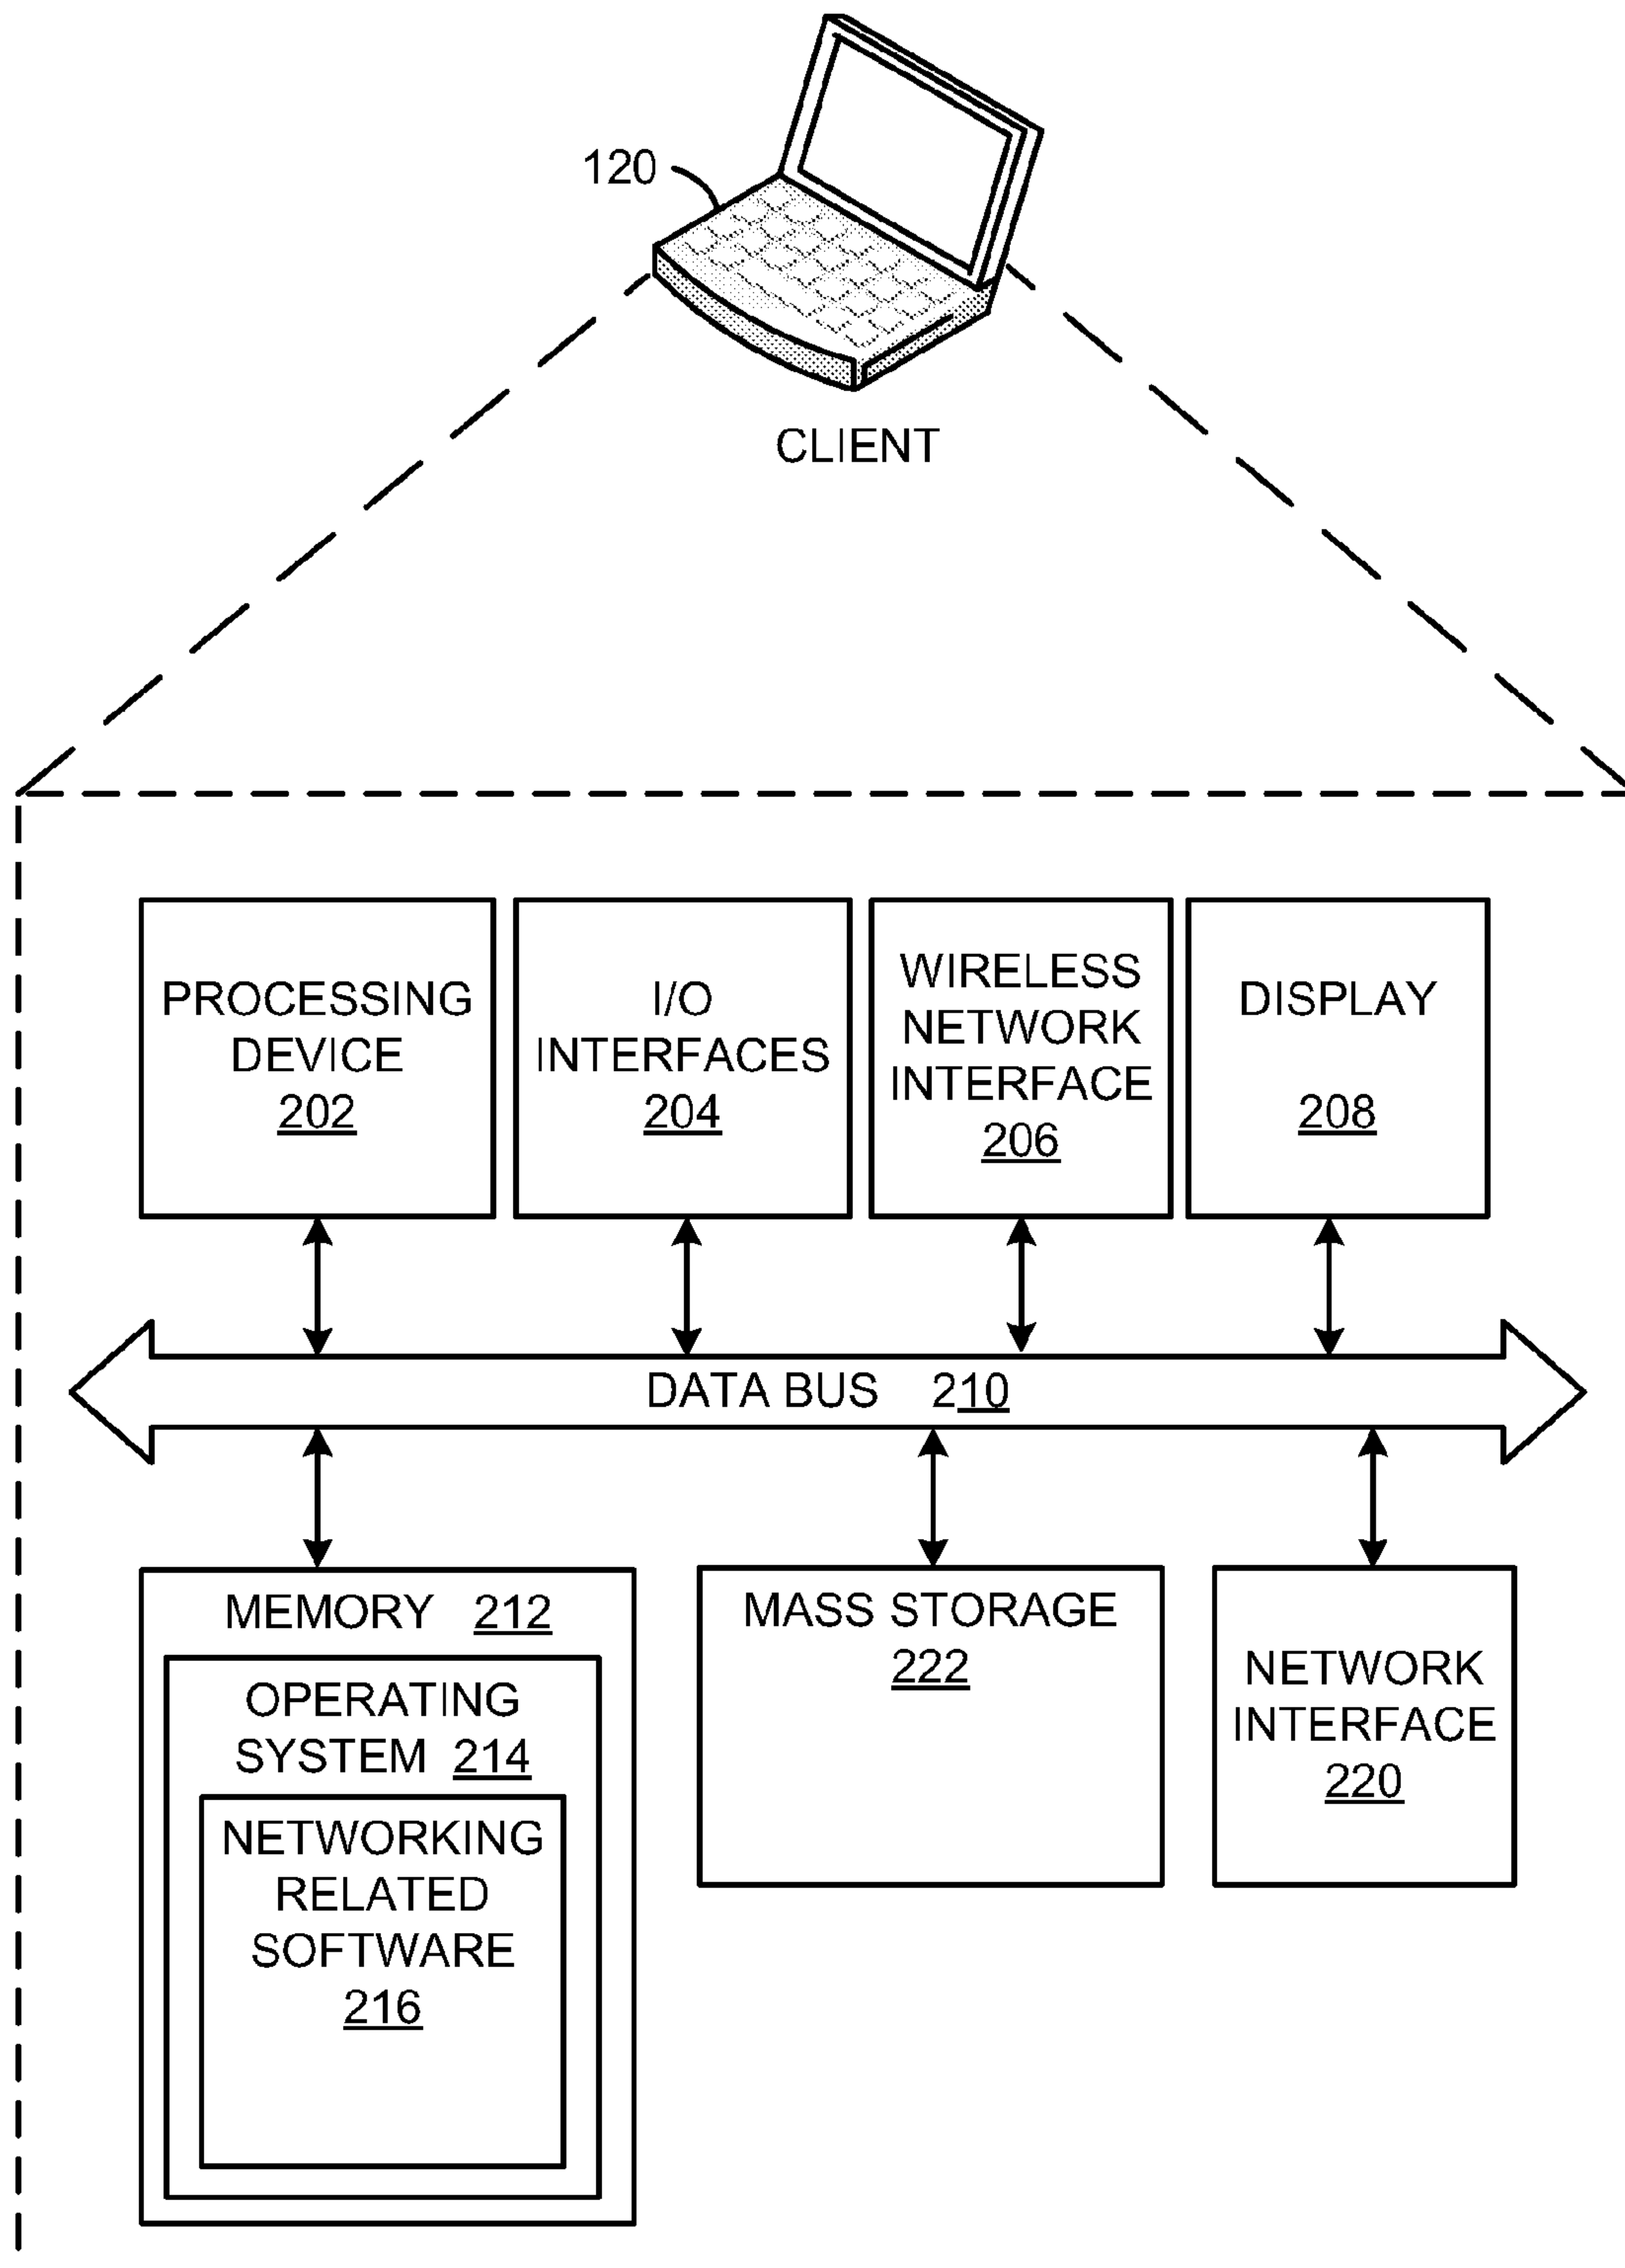 120
CLIENT
PROCESSING
DEVICE
202
I/O
INTERFACES
204
WIRELESS
NETWORK
INTERFACE
206
DISPLAY
208
DATA BUS 210
MEMORY 212
OPERATING
SYSTEM 214
NETWORKING
RELATED
SOFTWARE
216
MASS STORAGE
222
NETWORK
INTERFACE
220